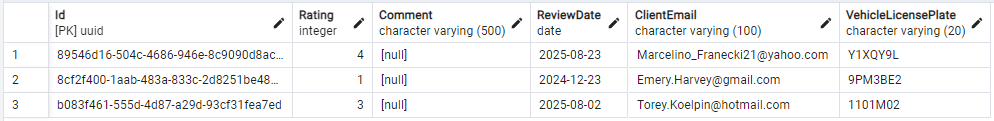 Id Rating Comment ReviewDate ClientEmail VehicleLicensePlate
[PK] uuid integer character varying (500) date character varying (100) character varying (20)
1 89546d16-504c-4686-946e-8c9090d8ac... 4 [null] 2025-08-23 Marcelino_Franecki21@yahoo.com Y1XQY9L
2 8cf2f400-1aab-483a-833c-2d8251be48... 1 [null] 2024-12-23 Emery.Harvey@gmail.com 9PM3BE2
3 b083f461-555d-4d87-a29d-93cf31fea7ed 3 [null] 2025-08-02 Torey.Koelpin@hotmail.com 1101M02